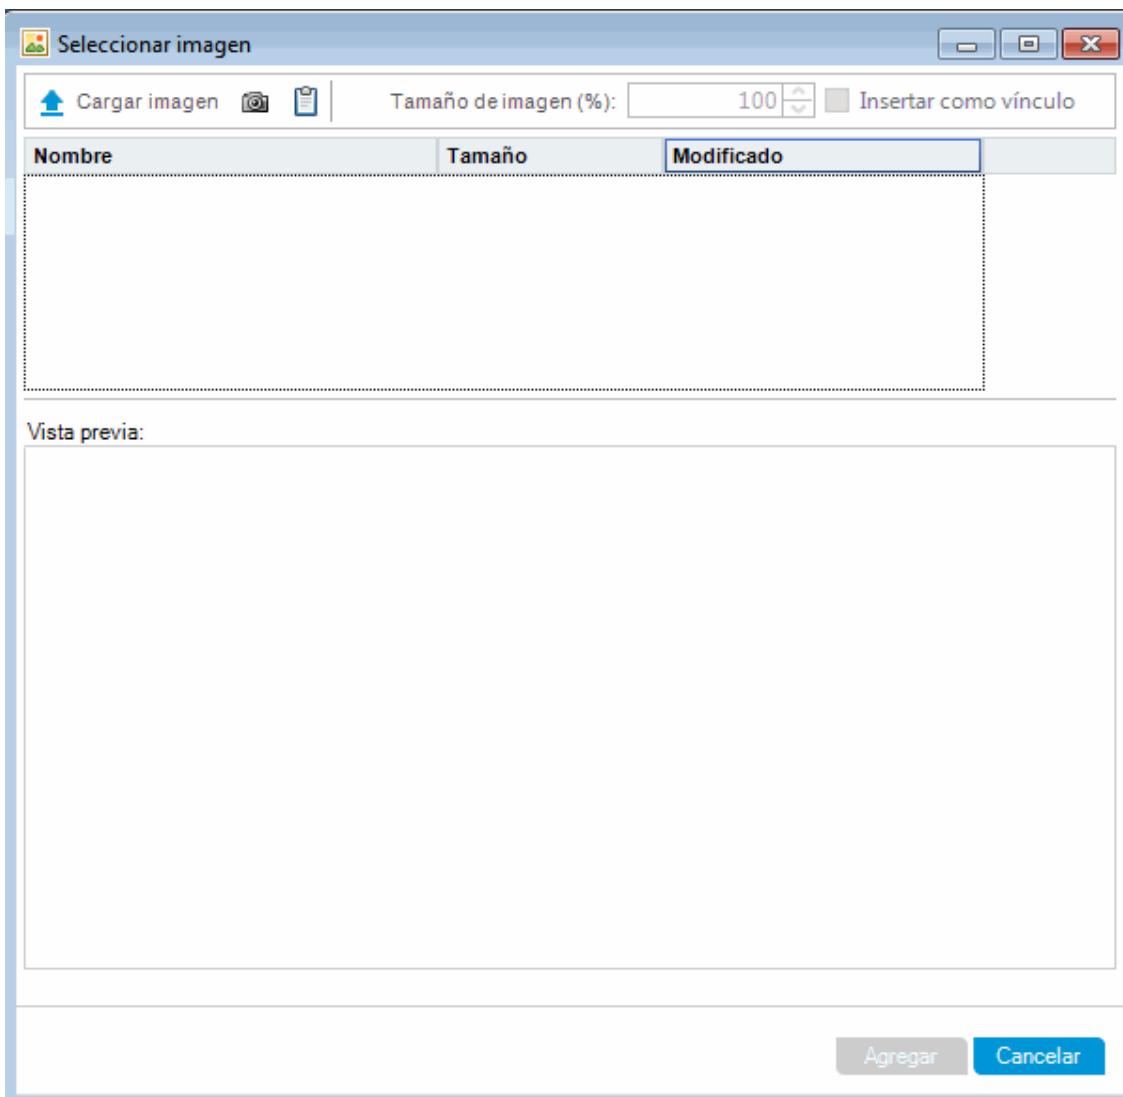 Seleccionar imagen
Cargar imagen Tamaño de imagen (%): 100 Insertar como vínculo
Nombre Tamaño Modificado
Vista previa:
Agregar Cancelar